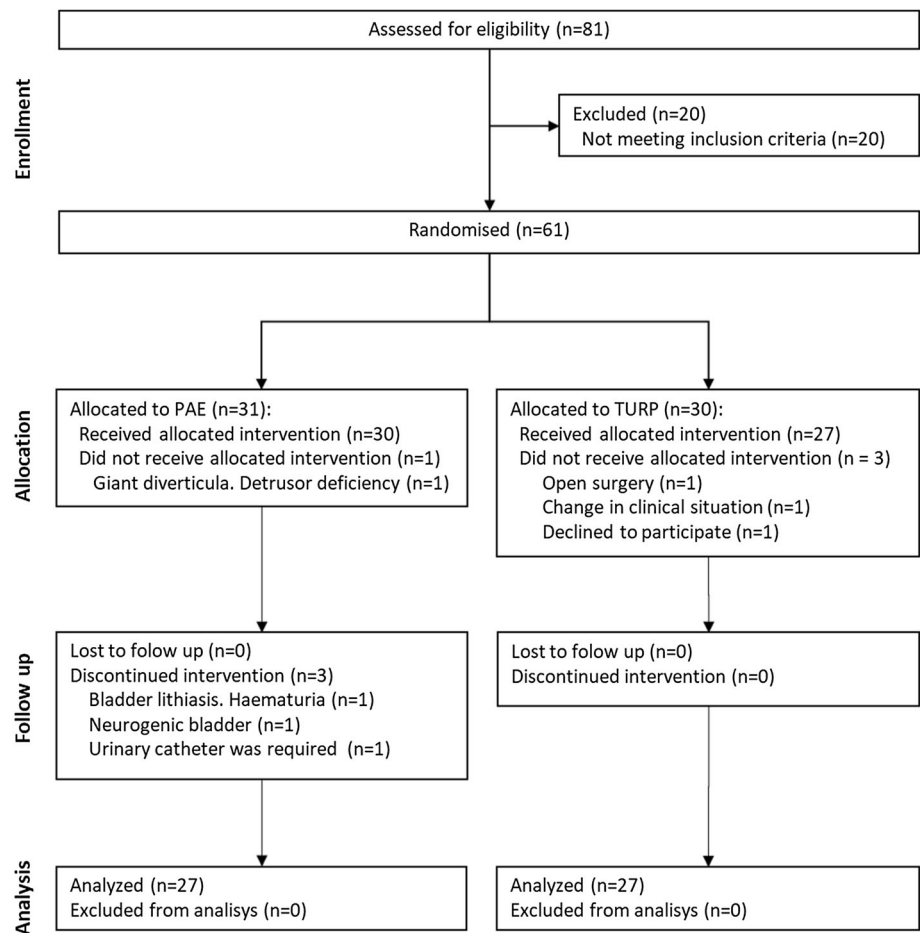 Assessed for eligibility (n=81)
Enrollment
Excluded (n=20)
Not meeting inclusion criteria (n=20)
Randomised (n=61)
Allocation
Allocated to PAE (n=31):
Received allocated intervention (n=30)
Did not receive allocated intervention (n=1)
Giant diverticula. Detrusor deficiency (n=1)
Allocated to TURP (n=30):
Received allocated intervention (n=27)
Did not receive allocated intervention (n = 3)
Open surgery (n=1)
Change in clinical situation (n=1)
Declined to participate (n=1)
Follow up
Lost to folow up (n=0)
Discontinued intervention (n=3)
Bladder lithiasis. Haematuria (n=1)
Neurogenic bladder (n=1)
Urinary catheter was required (n=1)
Lost to folow up (n=0)
Discontinued intervention (n=0)
Analysis
Analyzed (n=27)
Excluded from analisys (n=0)
Analyzed (n=27)
Excluded from analisys (n=0)